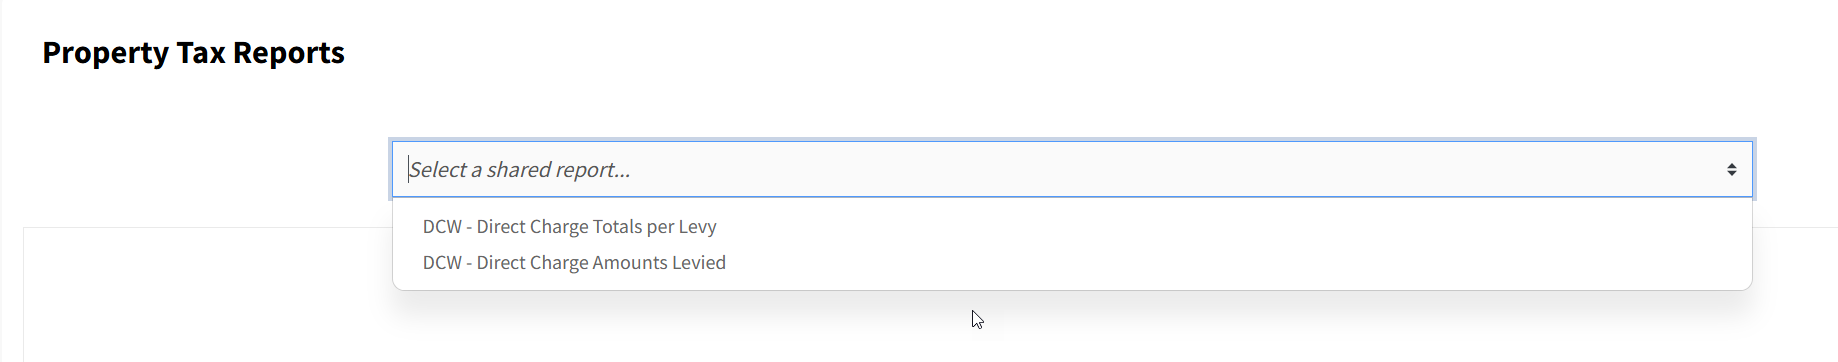 Property Tax Reports
Select a shared report...
DCW - Direct Charge Totals per Levy
DCW - Direct Charge Amounts Levied